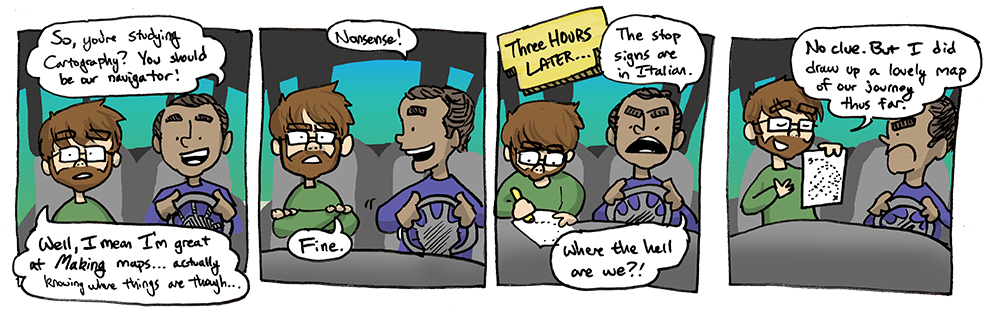 So, you're studying
Cartography? You should
be our navigator!
Well, I mean I'm great
at Making maps... actually
knowing where things are though...
Nonsense!
Fine.
Three HOURS
LATER...
The stop
signs are
in Italian.
Where the hell
are we?!
No clue. But I did
draw up a lovely map
of our journey
thus far.